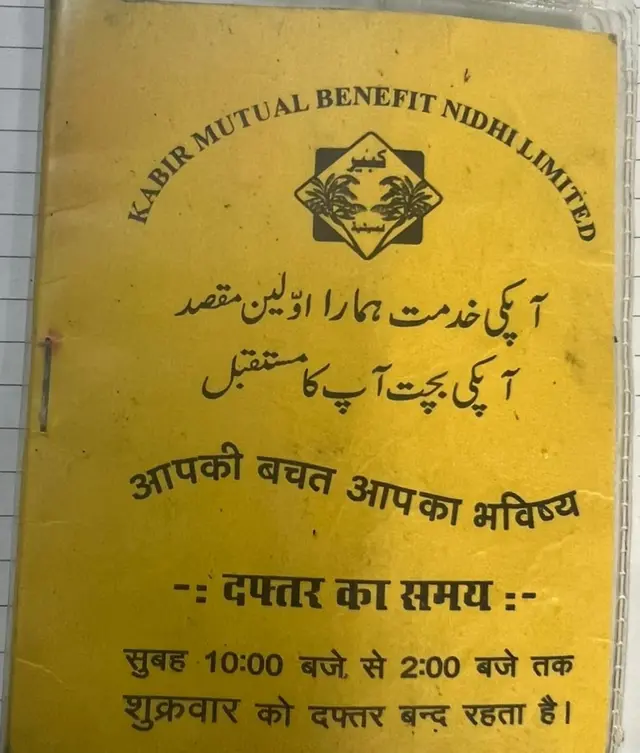 KABIR MUTUAL BENEFIT NIDHI LIMITED
کبیر
لمیٹیڈ
آپکی خدمت ہمارا اوّلین مقصد
آپکی بچت آپ کا مستقبل
आपकी बचत आपका भविष्य
-: दफ्तर का समय :-
सुबह 10:00 बजे से 2:00 बजे तक
शुक्रवार को दफ्तर बन्द रहता है।